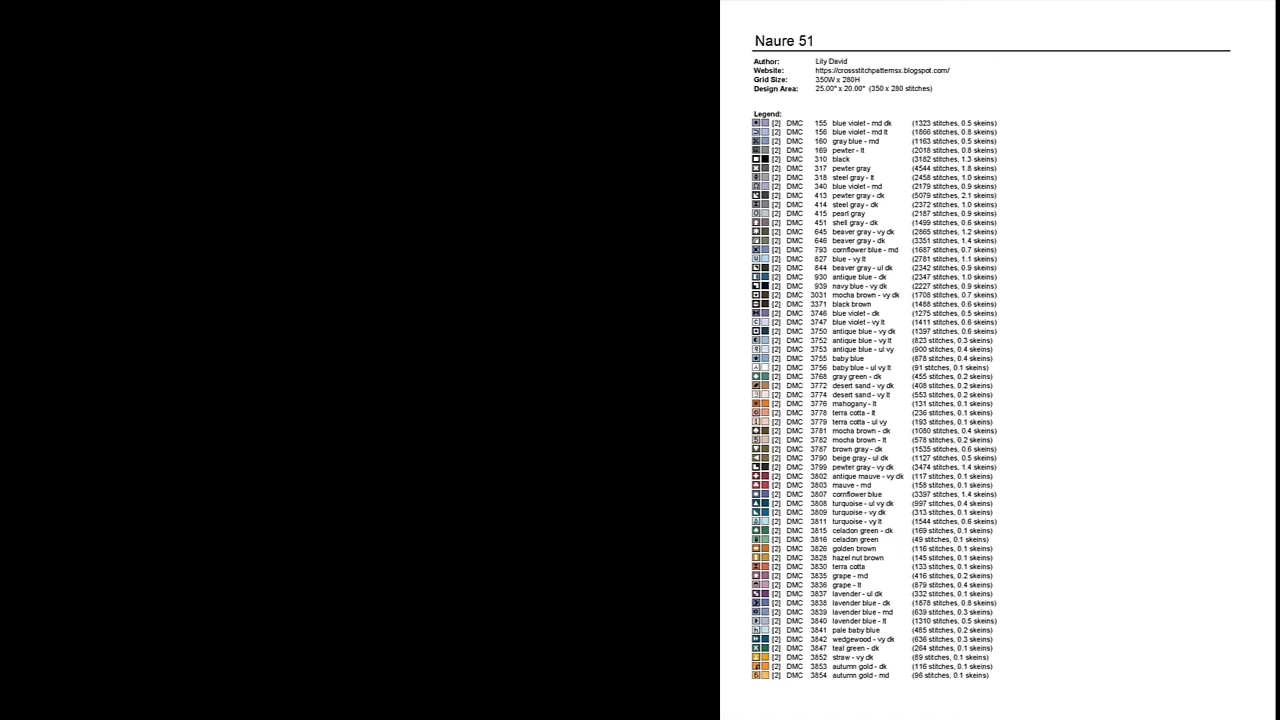 Naure 51
Author: Lily David
Website: https://crossstitchpatternsx.blogspot.com/
Grid Size: 350W x 280H
Design Area: 25.00" x 20.00" (350 x 280 stitches)
Legend:
[2] DMC 155 blue violet - md dk (1323 stitches, 0.5 skeins)
[2] DMC 156 blue violet - md lt (1866 stitches, 0.8 skeins)
[2] DMC 160 gray blue - md (1163 stitches, 0.5 skeins)
[2] DMC 169 pewter - lt (2018 stitches, 0.8 skeins)
[2] DMC 310 black (3182 stitches, 1.3 skeins)
[2] DMC 317 pewter gray (4544 stitches, 1.8 skeins)
[2] DMC 318 steel gray - lt (2458 stitches, 1.0 skeins)
[2] DMC 340 blue violet - md (2179 stitches, 0.9 skeins)
[2] DMC 413 pewter gray - dk (5079 stitches, 2.1 skeins)
[2] DMC 414 steel gray - dk (2372 stitches, 1.0 skeins)
[2] DMC 415 pearl gray (2187 stitches, 0.9 skeins)
[2] DMC 451 shell gray - dk (1499 stitches, 0.6 skeins)
[2] DMC 645 beaver gray - vy dk (2865 stitches, 1.2 skeins)
[2] DMC 646 beaver gray - dk (3351 stitches, 1.4 skeins)
[2] DMC 793 cornflower blue - md (1687 stitches, 0.7 skeins)
[2] DMC 827 blue - vy lt (2781 stitches, 1.1 skeins)
[2] DMC 844 beaver gray - ul dk (2342 stitches, 0.9 skeins)
[2] DMC 930 antique blue - dk (2347 stitches, 1.0 skeins)
[2] DMC 939 navy blue - vy dk (2227 stitches, 0.9 skeins)
[2] DMC 3031 mocha brown - vy dk (1708 stitches, 0.7 skeins)
[2] DMC 3371 black brown (1488 stitches, 0.6 skeins)
[2] DMC 3746 blue violet - dk (1275 stitches, 0.5 skeins)
[2] DMC 3747 blue violet - vy lt (1411 stitches, 0.6 skeins)
[2] DMC 3750 antique blue - vy dk (1397 stitches, 0.6 skeins)
[2] DMC 3752 antique blue - vy lt (823 stitches, 0.3 skeins)
[2] DMC 3753 antique blue - ul vy (900 stitches, 0.4 skeins)
[2] DMC 3755 baby blue (878 stitches, 0.4 skeins)
[2] DMC 3756 baby blue - ul vy lt (91 stitches, 0.1 skeins)
[2] DMC 3768 gray green - dk (455 stitches, 0.2 skeins)
[2] DMC 3772 desert sand - vy dk (408 stitches, 0.2 skeins)
[2] DMC 3774 desert sand - vy lt (553 stitches, 0.2 skeins)
[2] DMC 3776 mahogany - lt (131 stitches, 0.1 skeins)
[2] DMC 3778 terra cotta - lt (236 stitches, 0.1 skeins)
[2] DMC 3779 terra cotta - ul vy (193 stitches, 0.1 skeins)
[2] DMC 3781 mocha brown - dk (1080 stitches, 0.4 skeins)
[2] DMC 3782 mocha brown - lt (578 stitches, 0.2 skeins)
[2] DMC 3787 brown gray - dk (1535 stitches, 0.6 skeins)
[2] DMC 3790 beige gray - ul dk (1127 stitches, 0.5 skeins)
[2] DMC 3799 pewter gray - vy dk (3474 stitches, 1.4 skeins)
[2] DMC 3802 antique mauve - vy dk (117 stitches, 0.1 skeins)
[2] DMC 3803 mauve - md (158 stitches, 0.1 skeins)
[2] DMC 3807 cornflower blue (3397 stitches, 1.4 skeins)
[2] DMC 3808 turquoise - ul vy dk (997 stitches, 0.4 skeins)
[2] DMC 3809 turquoise - vy dk (313 stitches, 0.1 skeins)
[2] DMC 3811 turquoise - vy lt (1544 stitches, 0.6 skeins)
[2] DMC 3815 celadon green - dk (169 stitches, 0.1 skeins)
[2] DMC 3816 celadon green (49 stitches, 0.1 skeins)
[2] DMC 3826 golden brown (116 stitches, 0.1 skeins)
[2] DMC 3828 hazel nut brown (145 stitches, 0.1 skeins)
[2] DMC 3830 terra cotta (133 stitches, 0.1 skeins)
[2] DMC 3835 grape - md (416 stitches, 0.2 skeins)
[2] DMC 3836 grape - lt (879 stitches, 0.4 skeins)
[2] DMC 3837 lavender - ul dk (332 stitches, 0.1 skeins)
[2] DMC 3838 lavender blue - dk (1878 stitches, 0.8 skeins)
[2] DMC 3839 lavender blue - md (639 stitches, 0.3 skeins)
[2] DMC 3840 lavender blue - lt (1310 stitches, 0.5 skeins)
[2] DMC 3841 pale baby blue (485 stitches, 0.2 skeins)
[2] DMC 3842 wedgewood - vy dk (636 stitches, 0.3 skeins)
[2] DMC 3847 teal green - dk (264 stitches, 0.1 skeins)
[2] DMC 3852 straw - vy dk (89 stitches, 0.1 skeins)
[2] DMC 3853 autumn gold - dk (116 stitches, 0.1 skeins)
[2] DMC 3854 autumn gold - md (96 stitches, 0.1 skeins)